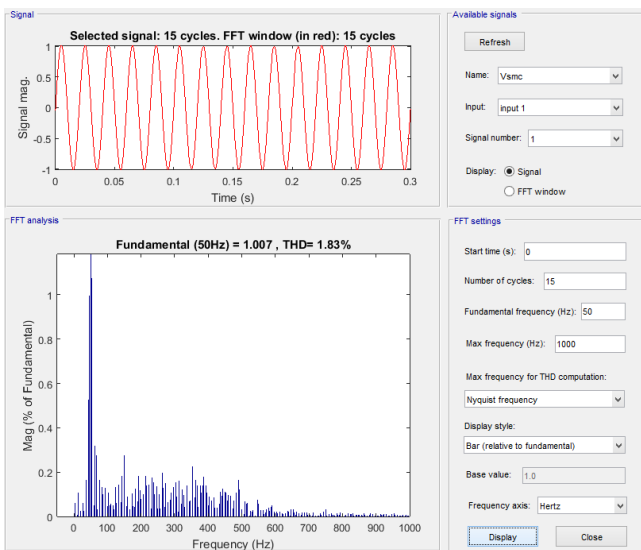 Signal
Selected signal: 15 cycles. FFT window (in red): 15 cycles
1
0.5
0
-0.5
-1
Signal mag.
0 0.05 0.1 0.15 0.2 0.25 0.3
Time (s)
Available signals
Refresh
Name: Vsmc
Input: input 1
Signal number: 1
Display: Signal
FFT window
FFT analysis
Fundamental (50Hz) = 1.007 , THD= 1.83%
1
0.8
0.6
0.4
0.2
0
Mag (% of Fundamental)
0 100 200 300 400 500 600 700 800 900 1000
Frequency (Hz)
FFT settings
Start time (s): 0
Number of cycles: 15
Fundamental frequency (Hz): 50
Max frequency (Hz): 1000
Max frequency for THD computation:
Nyquist frequency
Display style:
Bar (relative to fundamental)
Base value: 1.0
Frequency axis: Hertz
Display Close